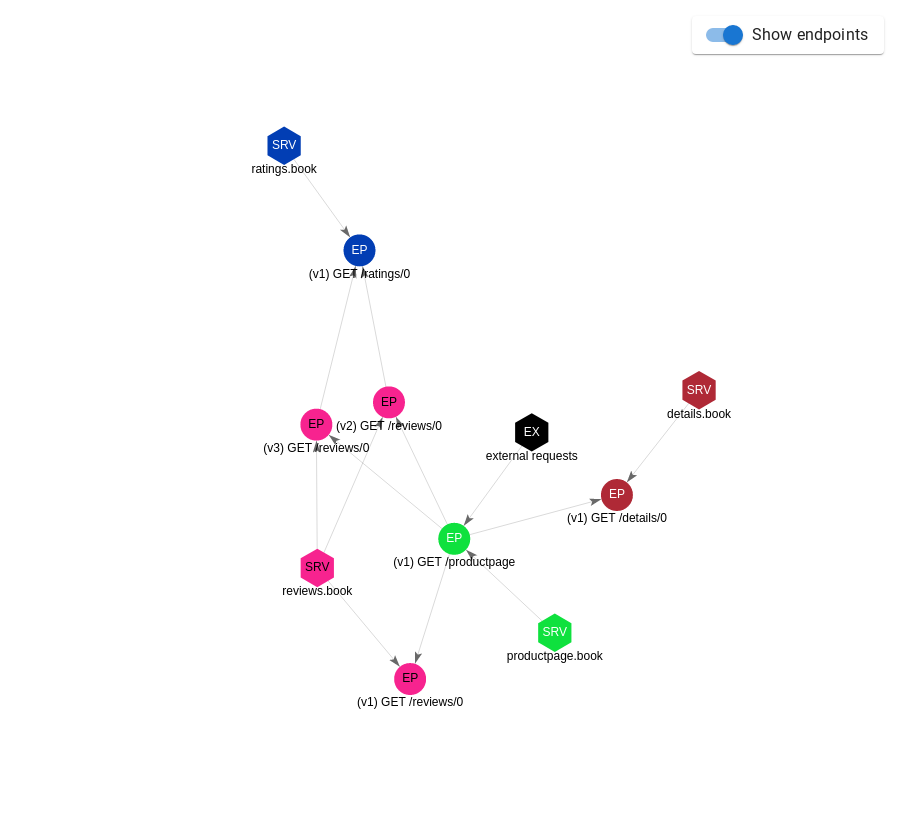 Show endpoints
SRV
ratings.book
EP
(v1) GET /ratings/0
EP
(v2) GET /reviews/0
EP
(v3) GET /reviews/0
SRV
details.book
EX
external requests
EP
(v1) GET /details/0
EP
(v1) GET /productpage
SRV
reviews.book
SRV
productpage.book
EP
(v1) GET /reviews/0